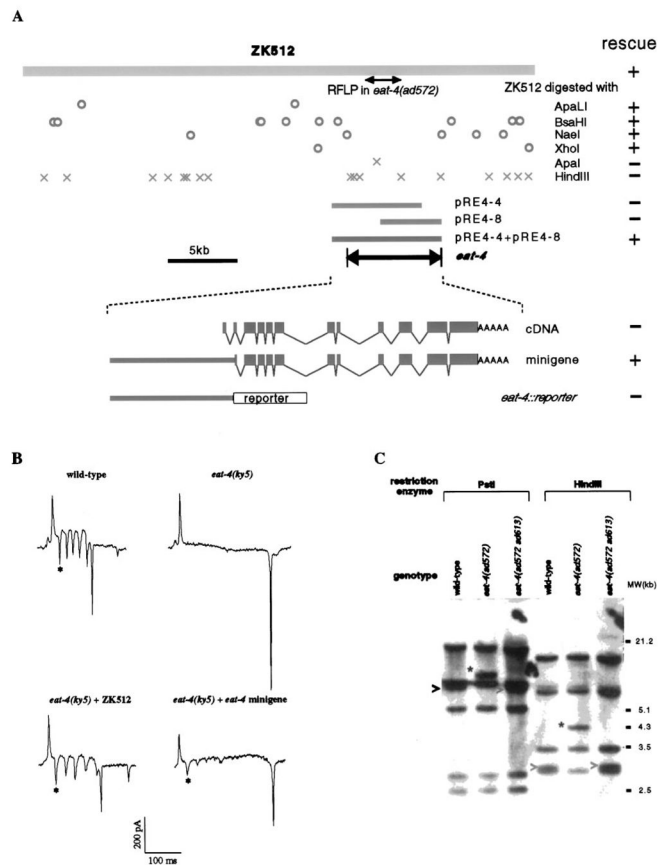 A
ZK512
rescue
+
RFLP in eat-4(ad572)
ZK512 digested with
ApaLI +
BsaHI +
NaeI +
XhoI +
ApaI −
HindIII −
pRE4-4 −
pRE4-8 −
pRE4-4+pRE4-8 +
5kb
eat-4
AAAAA cDNA −
AAAAA minigene +
reporter eat-4::reporter −
B
wild-type eat-4(ky5)
*
eat-4(ky5) + ZK512 eat-4(ky5) + eat-4 minigene
* *
200 pA
100 ms
C
restriction enzyme
PstI HindIII
genotype
wild-type
eat-4(ad572)
eat-4(ad572 ad613)
wild-type
eat-4(ad572)
eat-4(ad572 ad613)
MW(kb)
21.2
*
>
5.1
*
4.3
3.5
> >
2.5